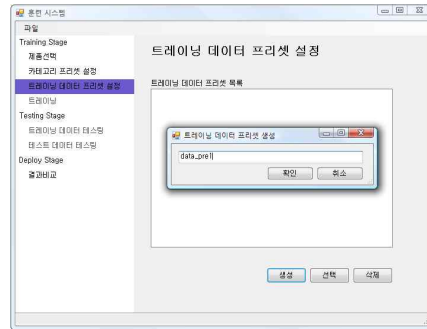 훈련 시스템
파일
Training Stage
제품선택
카테고리 프리셋 설정
트레이닝 데이터 프리셋 설정
트레이닝
Testing Stage
트레이닝 데이터 테스팅
테스트 데이터 테스팅
Deploy Stage
결과비교
트레이닝 데이터 프리셋 설정
트레이닝 데이터 프리셋 목록
트레이닝 데이터 프리셋 생성
data_pre1
확인 취소
생성 선택 삭제